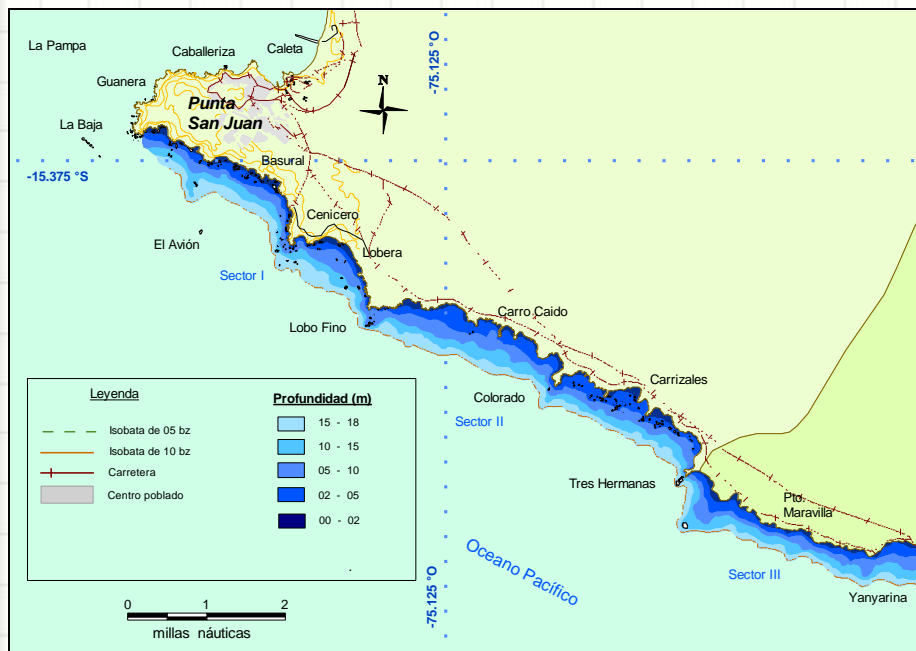 La Pampa
Caballeriza
Caleta
-75.125 °O
Guanera
N
Punta
San Juan
La Baja
Basural
-15.375 °S
Cenicero
El Avión
Lobera
Sector I
Lobo Fino
Carro Caido
Carrizales
Colorado
Sector II
Tres Hermanas
Pto.
Maravilla
Oceano Pacífico
Sector III
Yanyarina
-75.125 °O
Leyenda
Isobata de 05 bz
Isobata de 10 bz
Carretera
Centro poblado
Profundidad (m)
15 - 18
10 - 15
05 - 10
02 - 05
00 - 02
0 1 2
millas náuticas